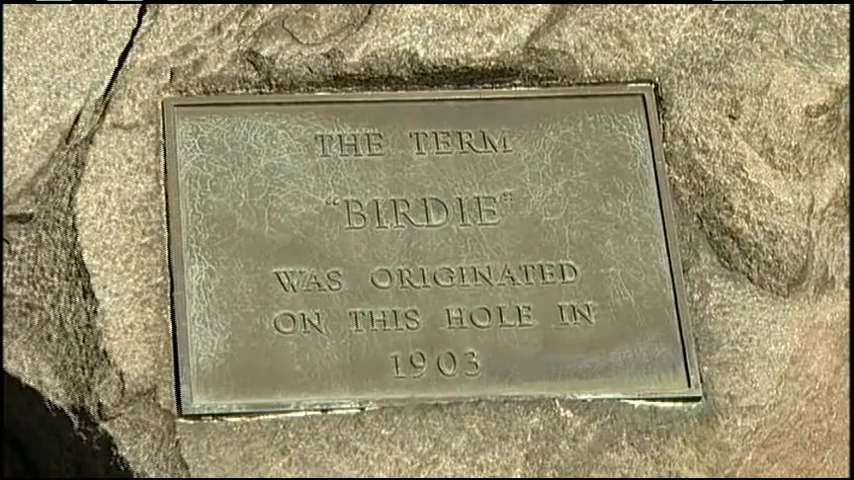 THE TERM
"BIRDIE"
WAS ORIGINATED
ON THIS HOLE IN
1903